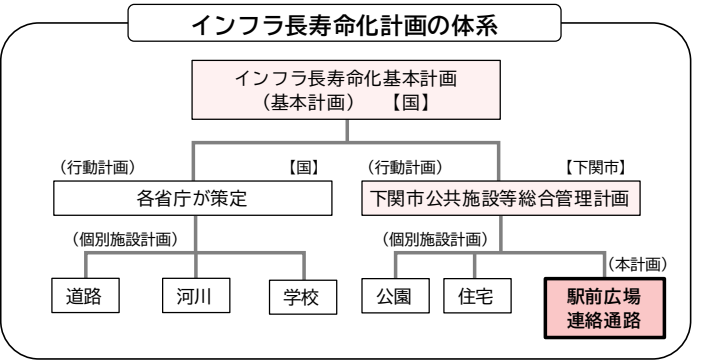 インフラ長寿命化計画の体系
インフラ長寿命化基本計画
（基本計画）　【国】
（行動計画）　【国】
各省庁が策定
（行動計画）　【下関市】
下関市公共施設等総合管理計画
（個別施設計画）
道路
河川
学校
（個別施設計画）
（本計画）
公園
住宅
駅前広場
連絡通路